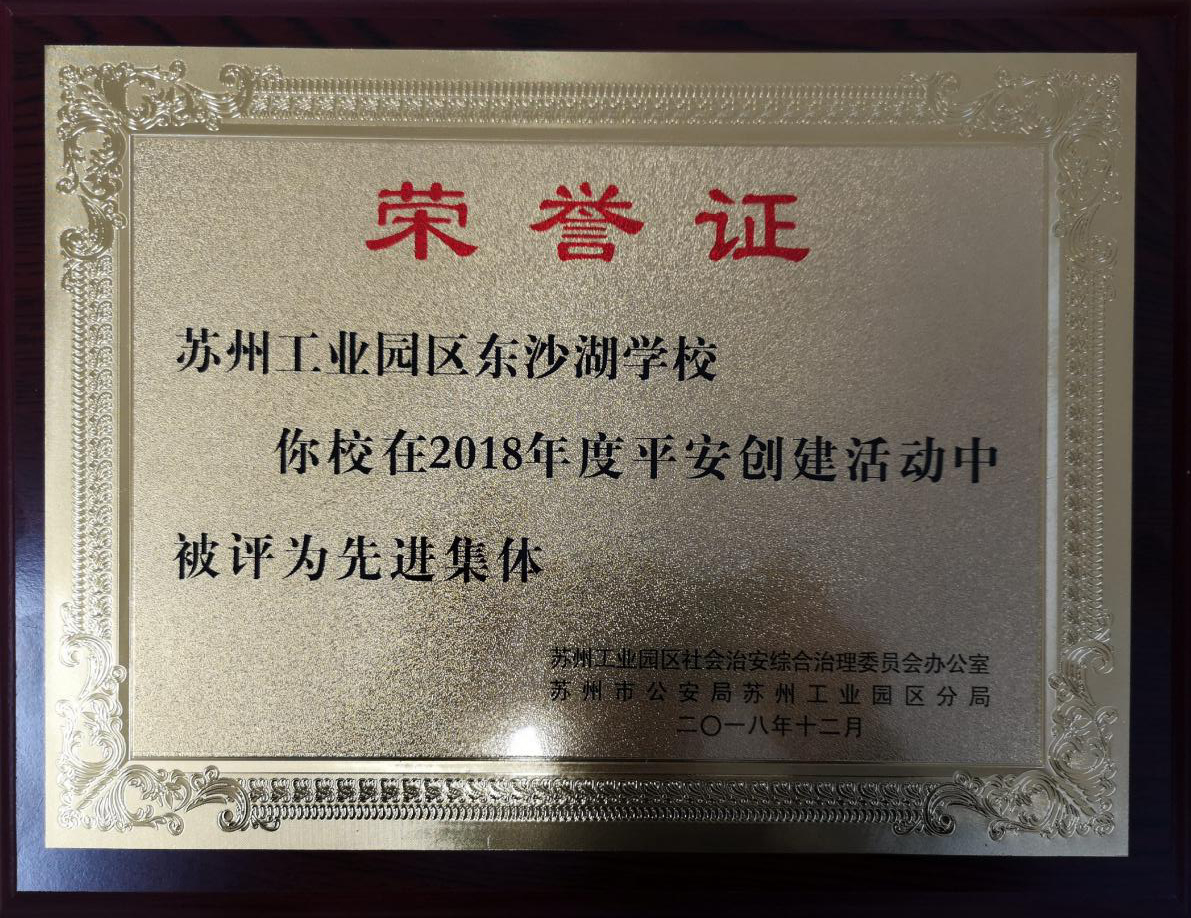 荣誉证
苏州工业园区东沙湖学校
你校在2018年度平安创建活动中
被评为先进集体
苏州工业园区社会治安综合治理委员会办公室
苏州市公安局苏州工业园区分局
二〇一八年十二月